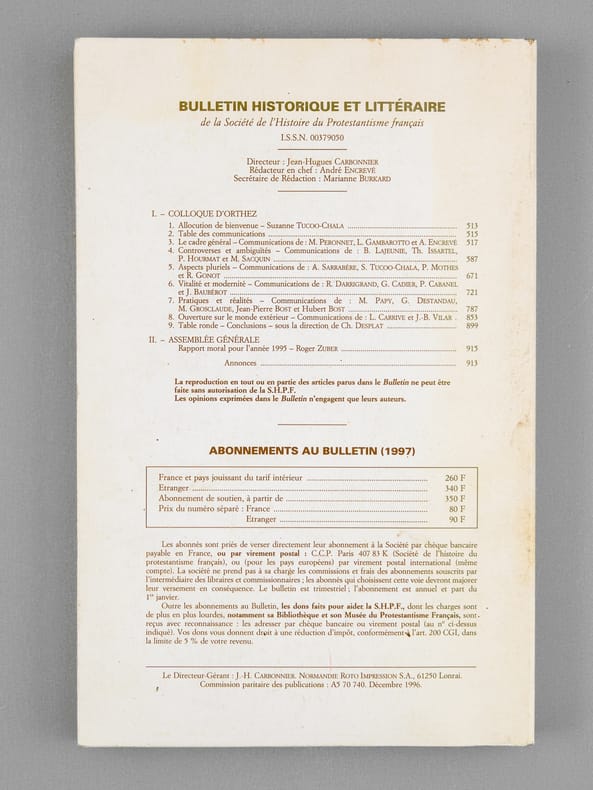 BULLETIN HISTORIQUE ET LITTÉRAIRE
de la Société de l'Histoire du Protestantisme français
I.S.S.N. 00379050
Directeur : Jean-Hugues CARBONNIER
Rédacteur en chef : André ENCREVÉ
Secrétaire de Rédaction : Marianne BURKARD
I. – COLLOQUE D'ORTHEZ
1. Allocution de bienvenue – Suzanne TUCOO-CHALA ........ 513
2. Table des communications ........ 515
3. Le cadre général – Communications de : M. PERONNET, L. GAMBAROTTO et A. ENCREVÉ 517
4. Controverses et ambiguïtés – Communications de : B. LAJEUNIE, Th. ISSARTEL,
P. HOURMAT et M. SACQUIN ........ 587
5. Aspects pluriels – Communications de : A. SARRABÈRE, S. TUCOO-CHALA, P. MOTHES
et R. GONOT ........ 671
6. Vitalité et modernité – Communications de : R. DARRIGRAND, G. CADIER, P. CABANEL
et J. BAUBÉROT ........ 721
7. Pratiques et réalités – Communications de : M. PAPY, G. DESTANDAU,
M. GROSCLAUDE, Jean-Pierre BOST et Hubert BOST ........ 787
8. Ouverture sur le monde extérieur – Communications de : L. CARRIVE et J.-B. VILAR . 853
9. Table ronde – Conclusions – sous la direction de Ch. DESPLAT ........ 899
II. – ASSEMBLÉE GÉNÉRALE
Rapport moral pour l'année 1995 – Roger ZUBER ........ 915
Annonces ........ 913
La reproduction en tout ou en partie des articles parus dans le Bulletin ne peut être
faite sans autorisation de la S.H.P.F.
Les opinions exprimées dans le Bulletin n'engagent que leurs auteurs.
ABONNEMENTS AU BULLETIN (1997)
France et pays jouissant du tarif intérieur ........ 260 F
Etranger ........ 340 F
Abonnement de soutien, à partir de ........ 350 F
Prix du numéro séparé : France ........ 80 F
Etranger ........ 90 F
Les abonnés sont priés de verser directement leur abonnement à la Société par chèque bancaire
payable en France, ou par virement postal : C.C.P. Paris 407 83 K (Société de l'histoire du
protestantisme français), ou (pour les pays européens) par virement postal international (même
compte). La société ne prend pas à sa charge les commissions et frais des abonnements souscrits par
l'intermédiaire des libraires et commissionnaires ; les abonnés qui choisissent cette voie devront majorer
leur versement en conséquence. Le bulletin est trimestriel ; l'abonnement est annuel et part du
1er janvier.
Outre les abonnements au Bulletin, les dons faits pour aider la S.H.P.F., dont les charges sont
de plus en plus lourdes, notamment sa Bibliothèque et son Musée du Protestantisme Français, sont
reçus avec reconnaissance : les adresser par chèque bancaire ou virement postal (au n° ci-dessus
indiqué). Vos dons vous donnent droit à une réduction d'impôt, conformément à l'art. 200 CGI, dans
la limite de 5 % de votre revenu.
Le Directeur-Gérant : J.-H. CARBONNIER. NORMANDIE ROTO IMPRESSION S.A., 61250 Lonrai.
Commission paritaire des publications : A5 70 740. Décembre 1996.